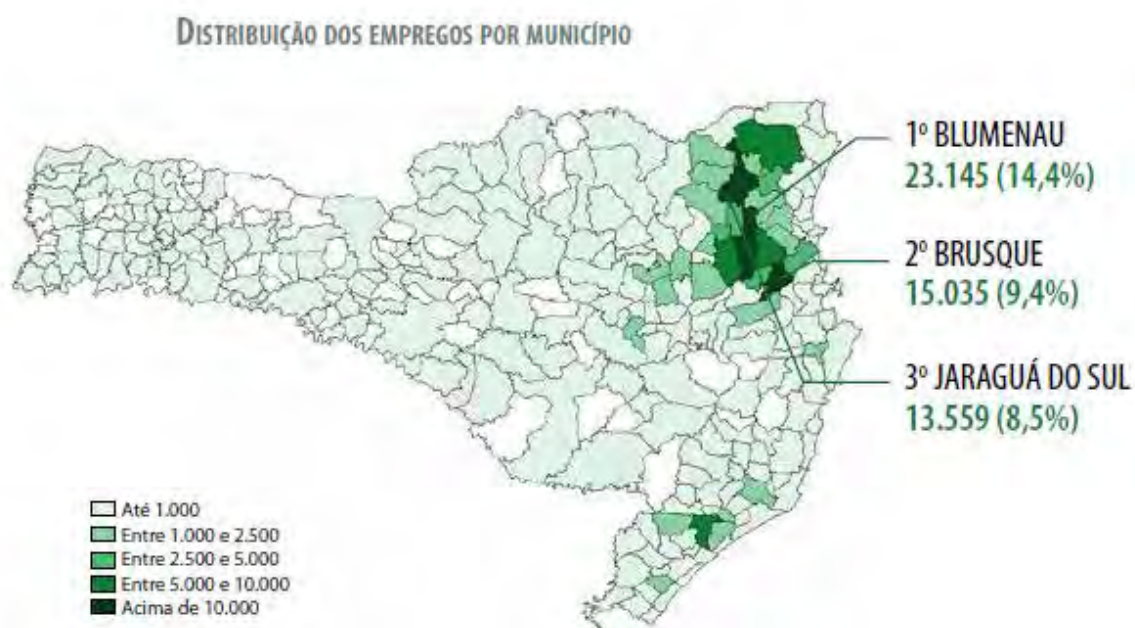 DISTRIBUIÇÃO DOS EMPREGOS POR MUNICÍPIO
1º BLUMENAU
23.145 (14,4%)
2º BRUSQUE
15.035 (9,4%)
3º JARAGUÁ DO SUL
13.559 (8,5%)
Até 1.000
Entre 1.000 e 2.500
Entre 2.500 e 5.000
Entre 5.000 e 10.000
Acima de 10.000